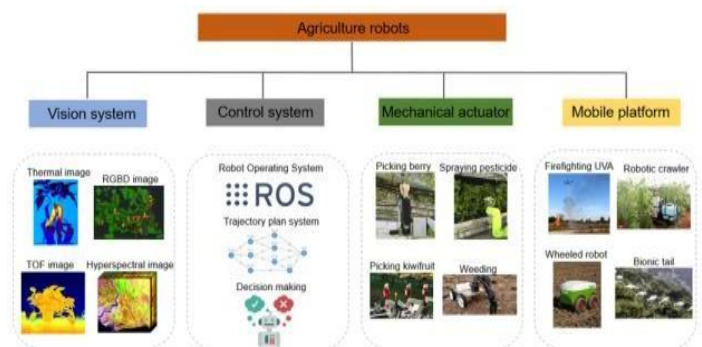 Agriculture robots
Vision system
Control system
Mechanical actuator
Mobile platform
Thermal image
RGBD image
TOF image
Hyperspectral image
Robot Operating System
ROS
Trajectory plan system
Decision making
Picking berry
Spraying pesticide
Picking kiwifruit
Weeding
Firefighting UVA
Robotic crawler
Wheeled robot
Bionic tail